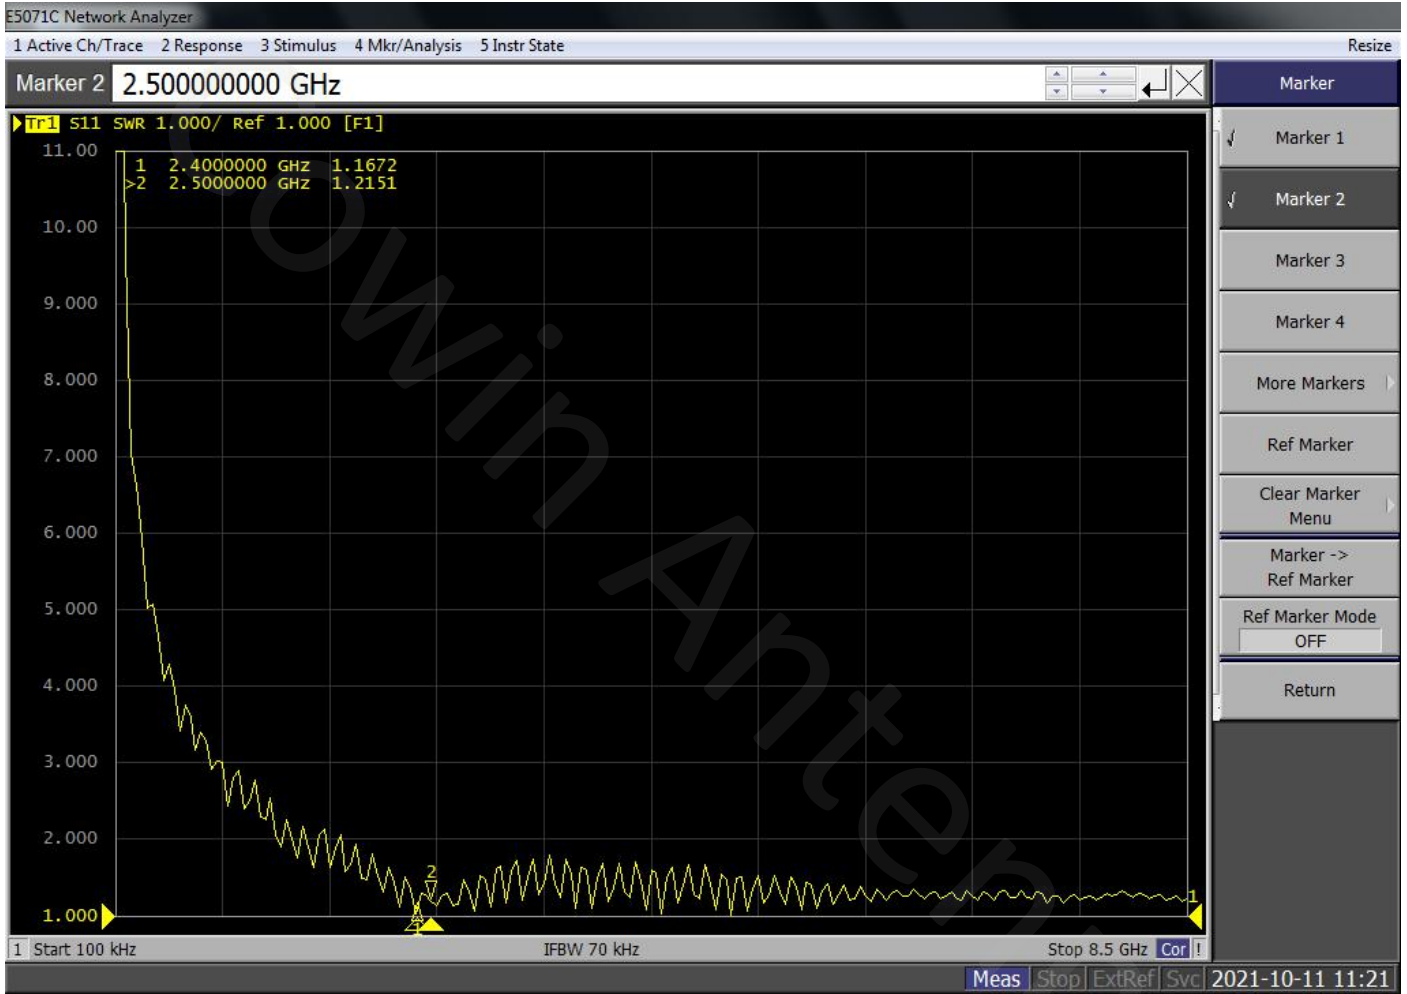 E5071C Network Analyzer
1 Active Ch/Trace 2 Response 3 Stimulus 4 Mkr/Analysis 5 Instr State Resize
Marker 2 2.500000000 GHz
Marker
Tr1 S11 SWR 1.000/ Ref 1.000 [F1]
11.00
1 2.4000000 GHz 1.1672
>2 2.5000000 GHz 1.2151
10.00
9.000
8.000
7.000
6.000
5.000
4.000
3.000
2.000
1.000
2
1
1
Marker 1
Marker 2
Marker 3
Marker 4
More Markers
Ref Marker
Clear Marker
Menu
Marker ->
Ref Marker
Ref Marker Mode
OFF
Return
1 Start 100 kHz IFBW 70 kHz Stop 8.5 GHz Cor !
Meas Stop ExtRef Svc 2021-10-11 11:21
Cowin Anten